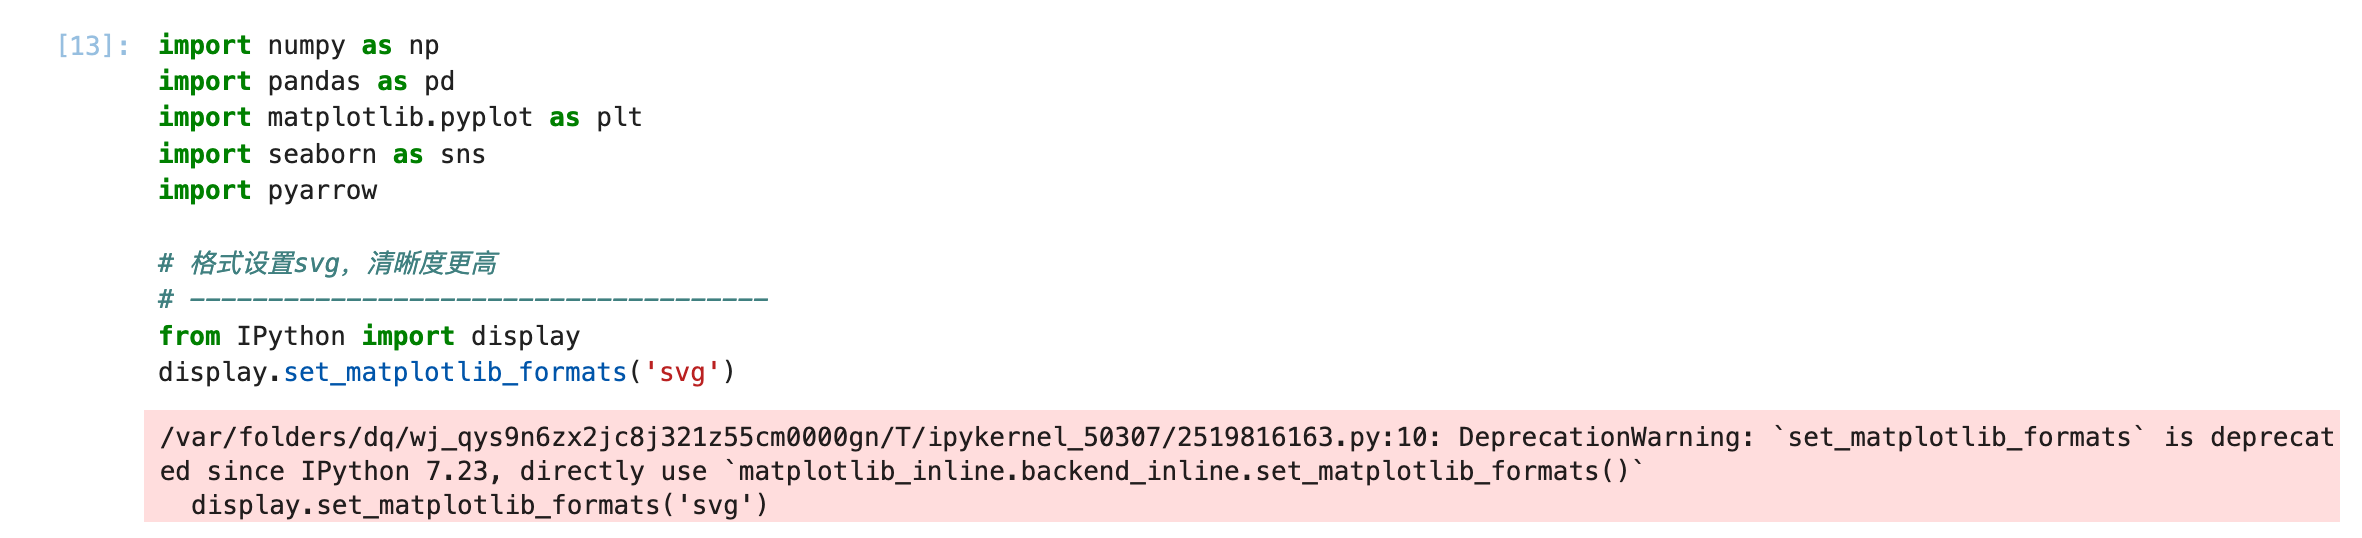 [13]: import numpy as np
import pandas as pd
import matplotlib.pyplot as plt
import seaborn as sns
import pyarrow
# 格式设置svg，清晰度更高
# -------------------------------------
from IPython import display
display.set_matplotlib_formats('svg')
/var/folders/dq/wj_qys9n6zx2jc8j321z55cm0000gn/T/ipykernel_50307/2519816163.py:10: DeprecationWarning: `set_matplotlib_formats` is deprecat
ed since IPython 7.23, directly use `matplotlib_inline.backend_inline.set_matplotlib_formats()`
  display.set_matplotlib_formats('svg')